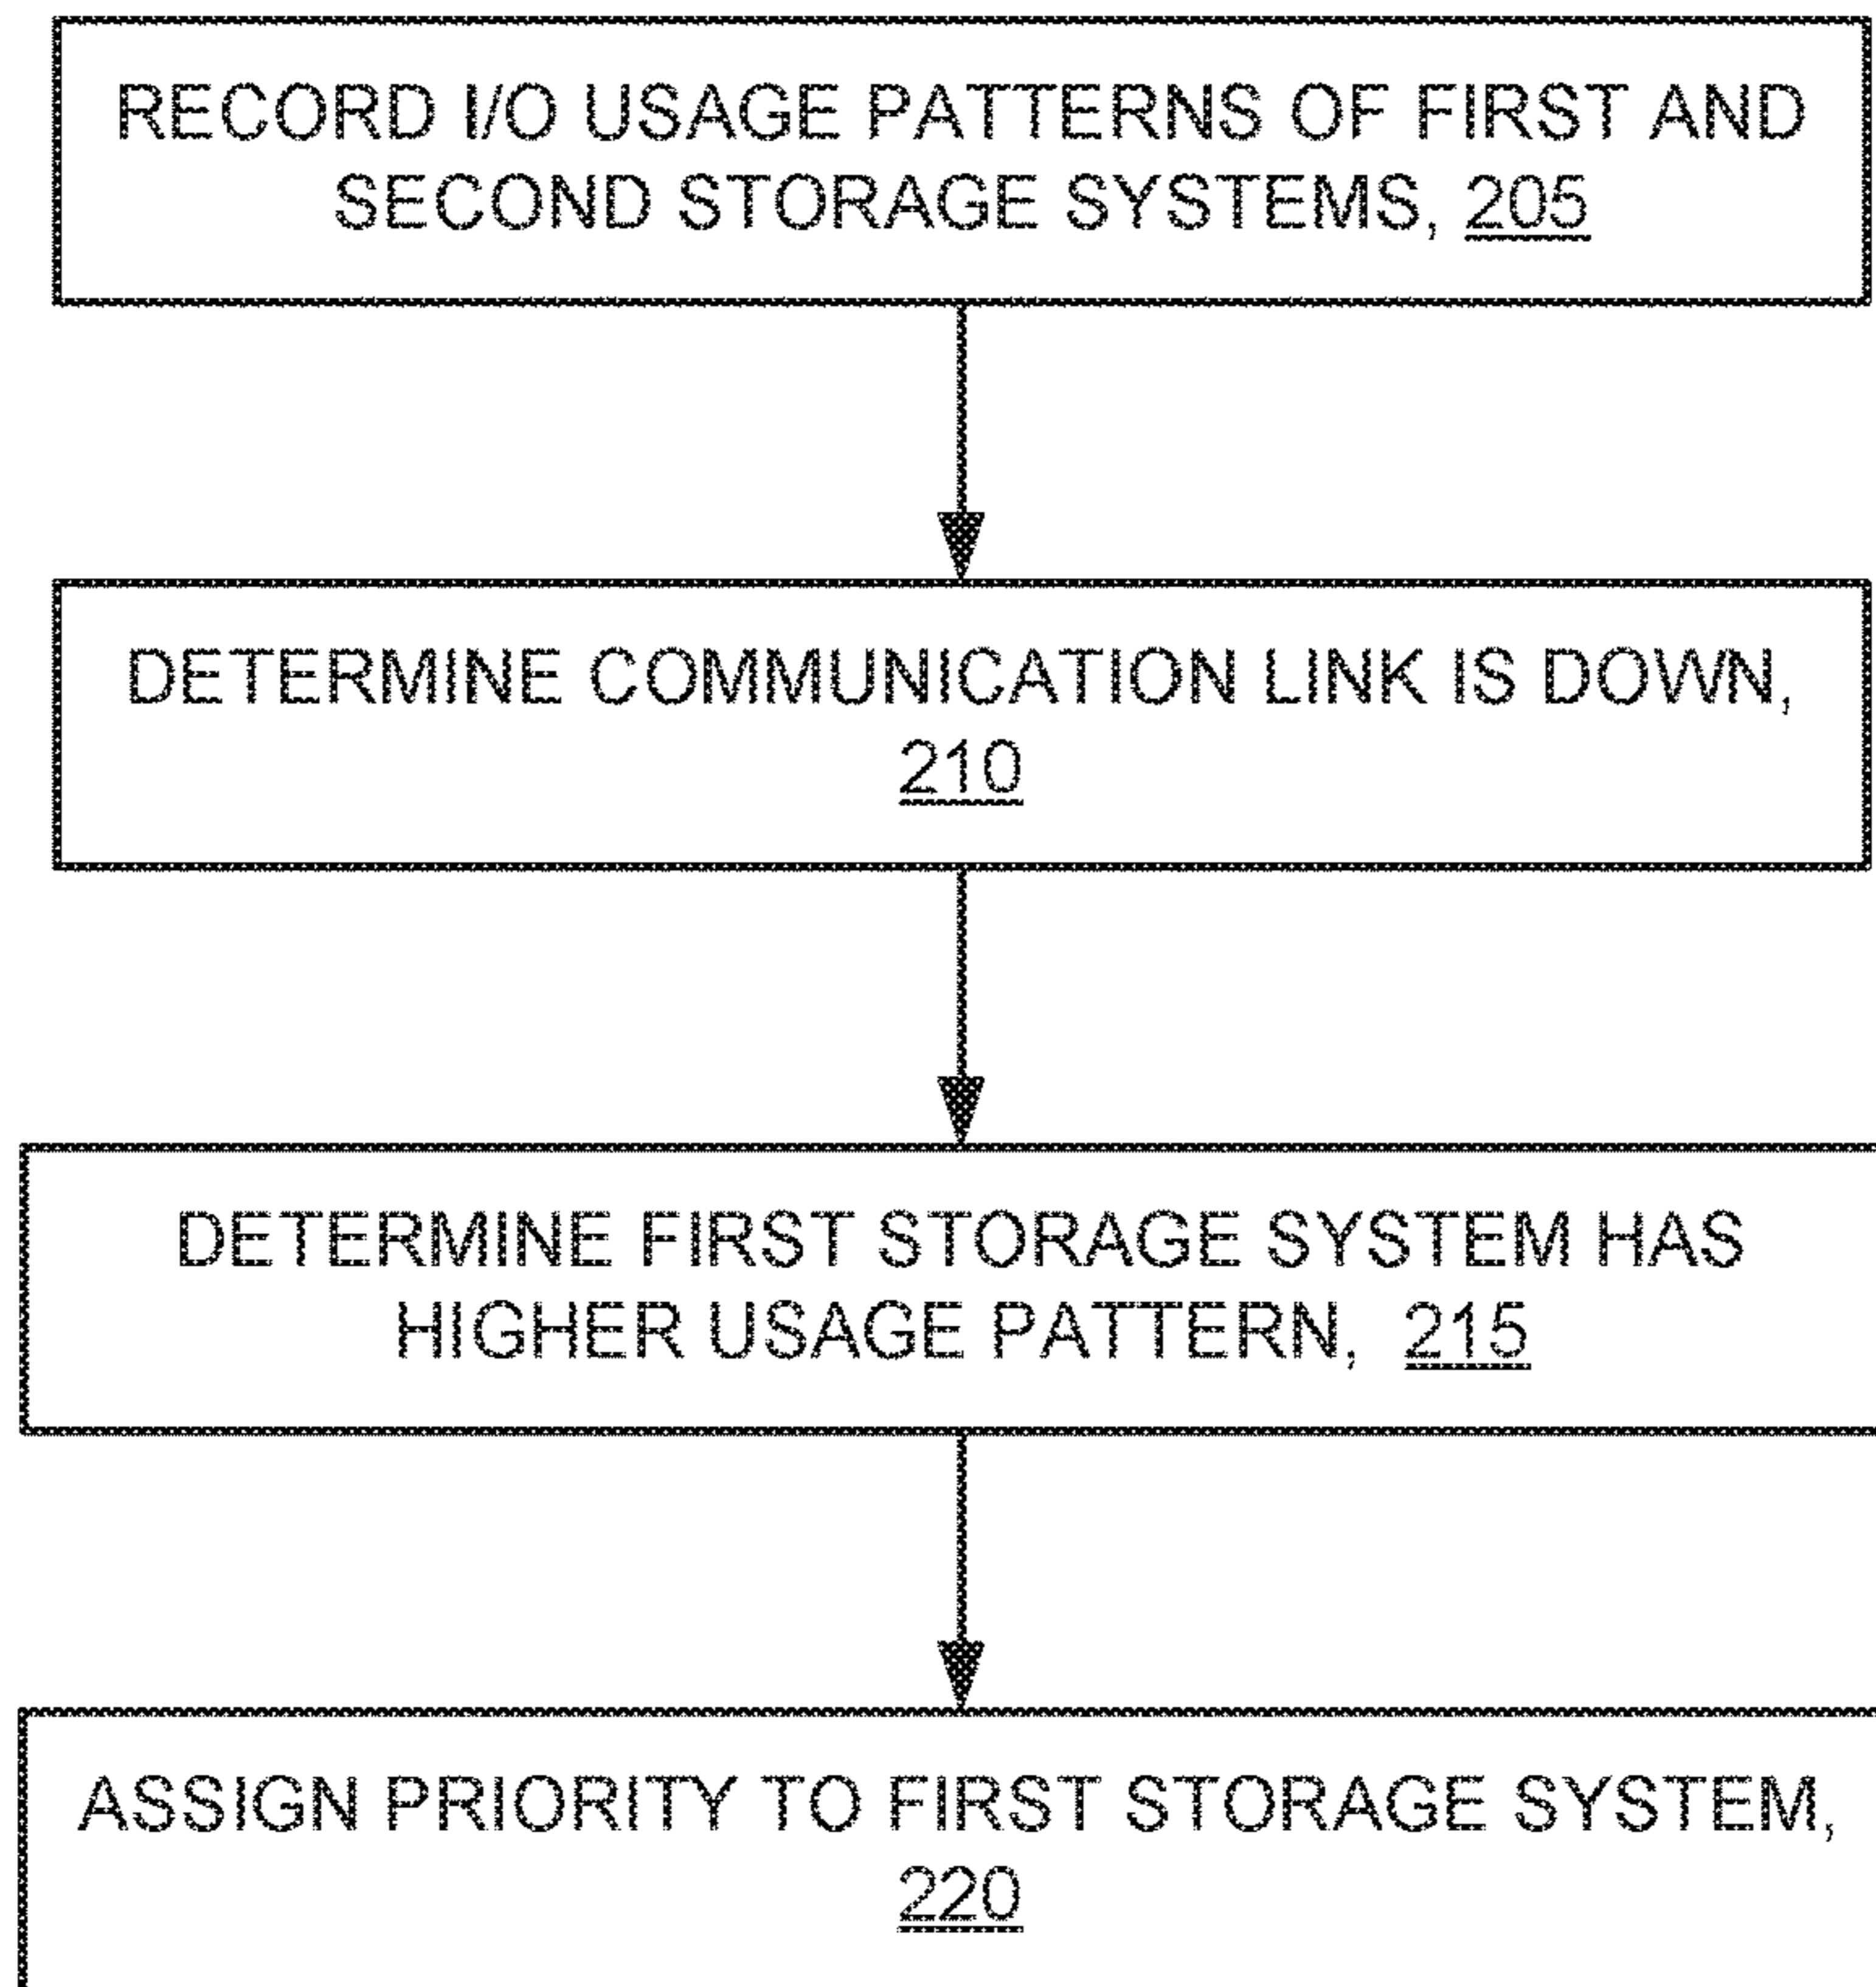 RECORD I/O USAGE PATTERNS OF FIRST AND
SECOND STORAGE SYSTEMS, 205
DETERMINE COMMUNICATION LINK IS DOWN,
210
DETERMINE FIRST STORAGE SYSTEM HAS
HIGHER USAGE PATTERN, 215
ASSIGN PRIORITY TO FIRST STORAGE SYSTEM,
220